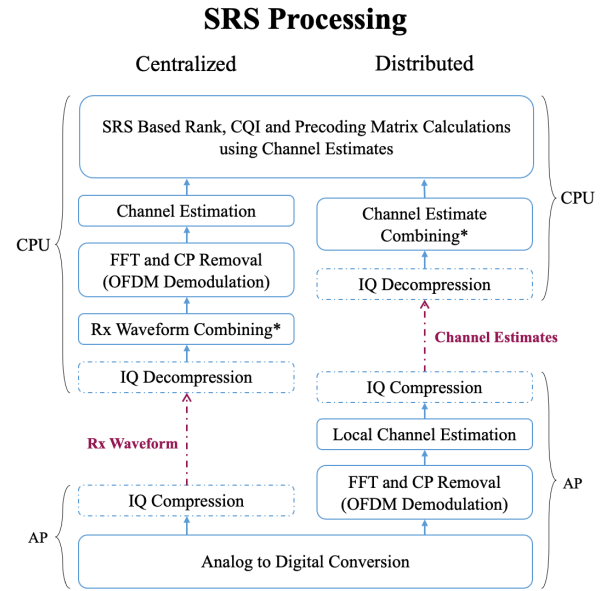 SRS Processing
Centralized
Distributed
SRS Based Rank, CQI and Precoding Matrix Calculations
using Channel Estimates
CPU
Channel Estimation
FFT and CP Removal
(OFDM Demodulation)
Rx Waveform Combining*
IQ Decompression
Rx Waveform
IQ Compression
AP
CPU
Channel Estimate
Combining*
IQ Decompression
Channel Estimates
IQ Compression
Local Channel Estimation
FFT and CP Removal
(OFDM Demodulation)
AP
Analog to Digital Conversion